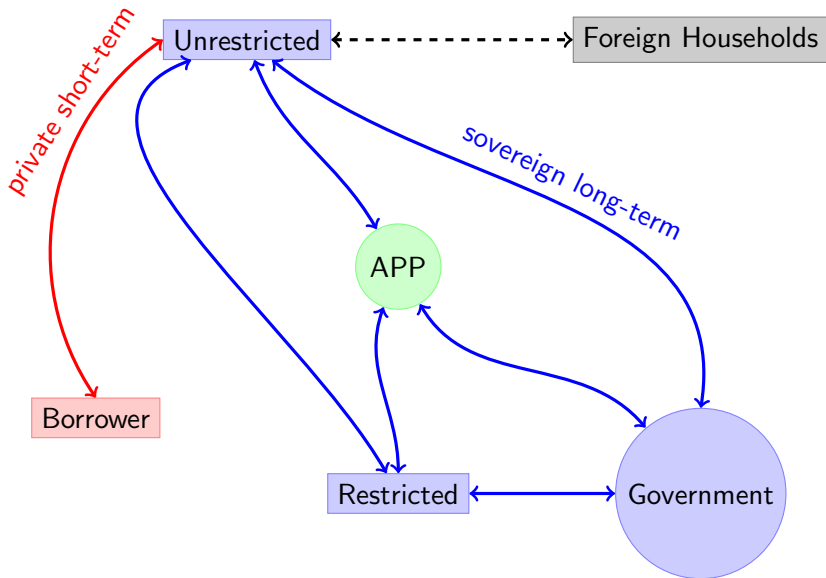 Unrestricted
Foreign Households
private short-term
sovereign long-term
APP
Borrower
Restricted
Government